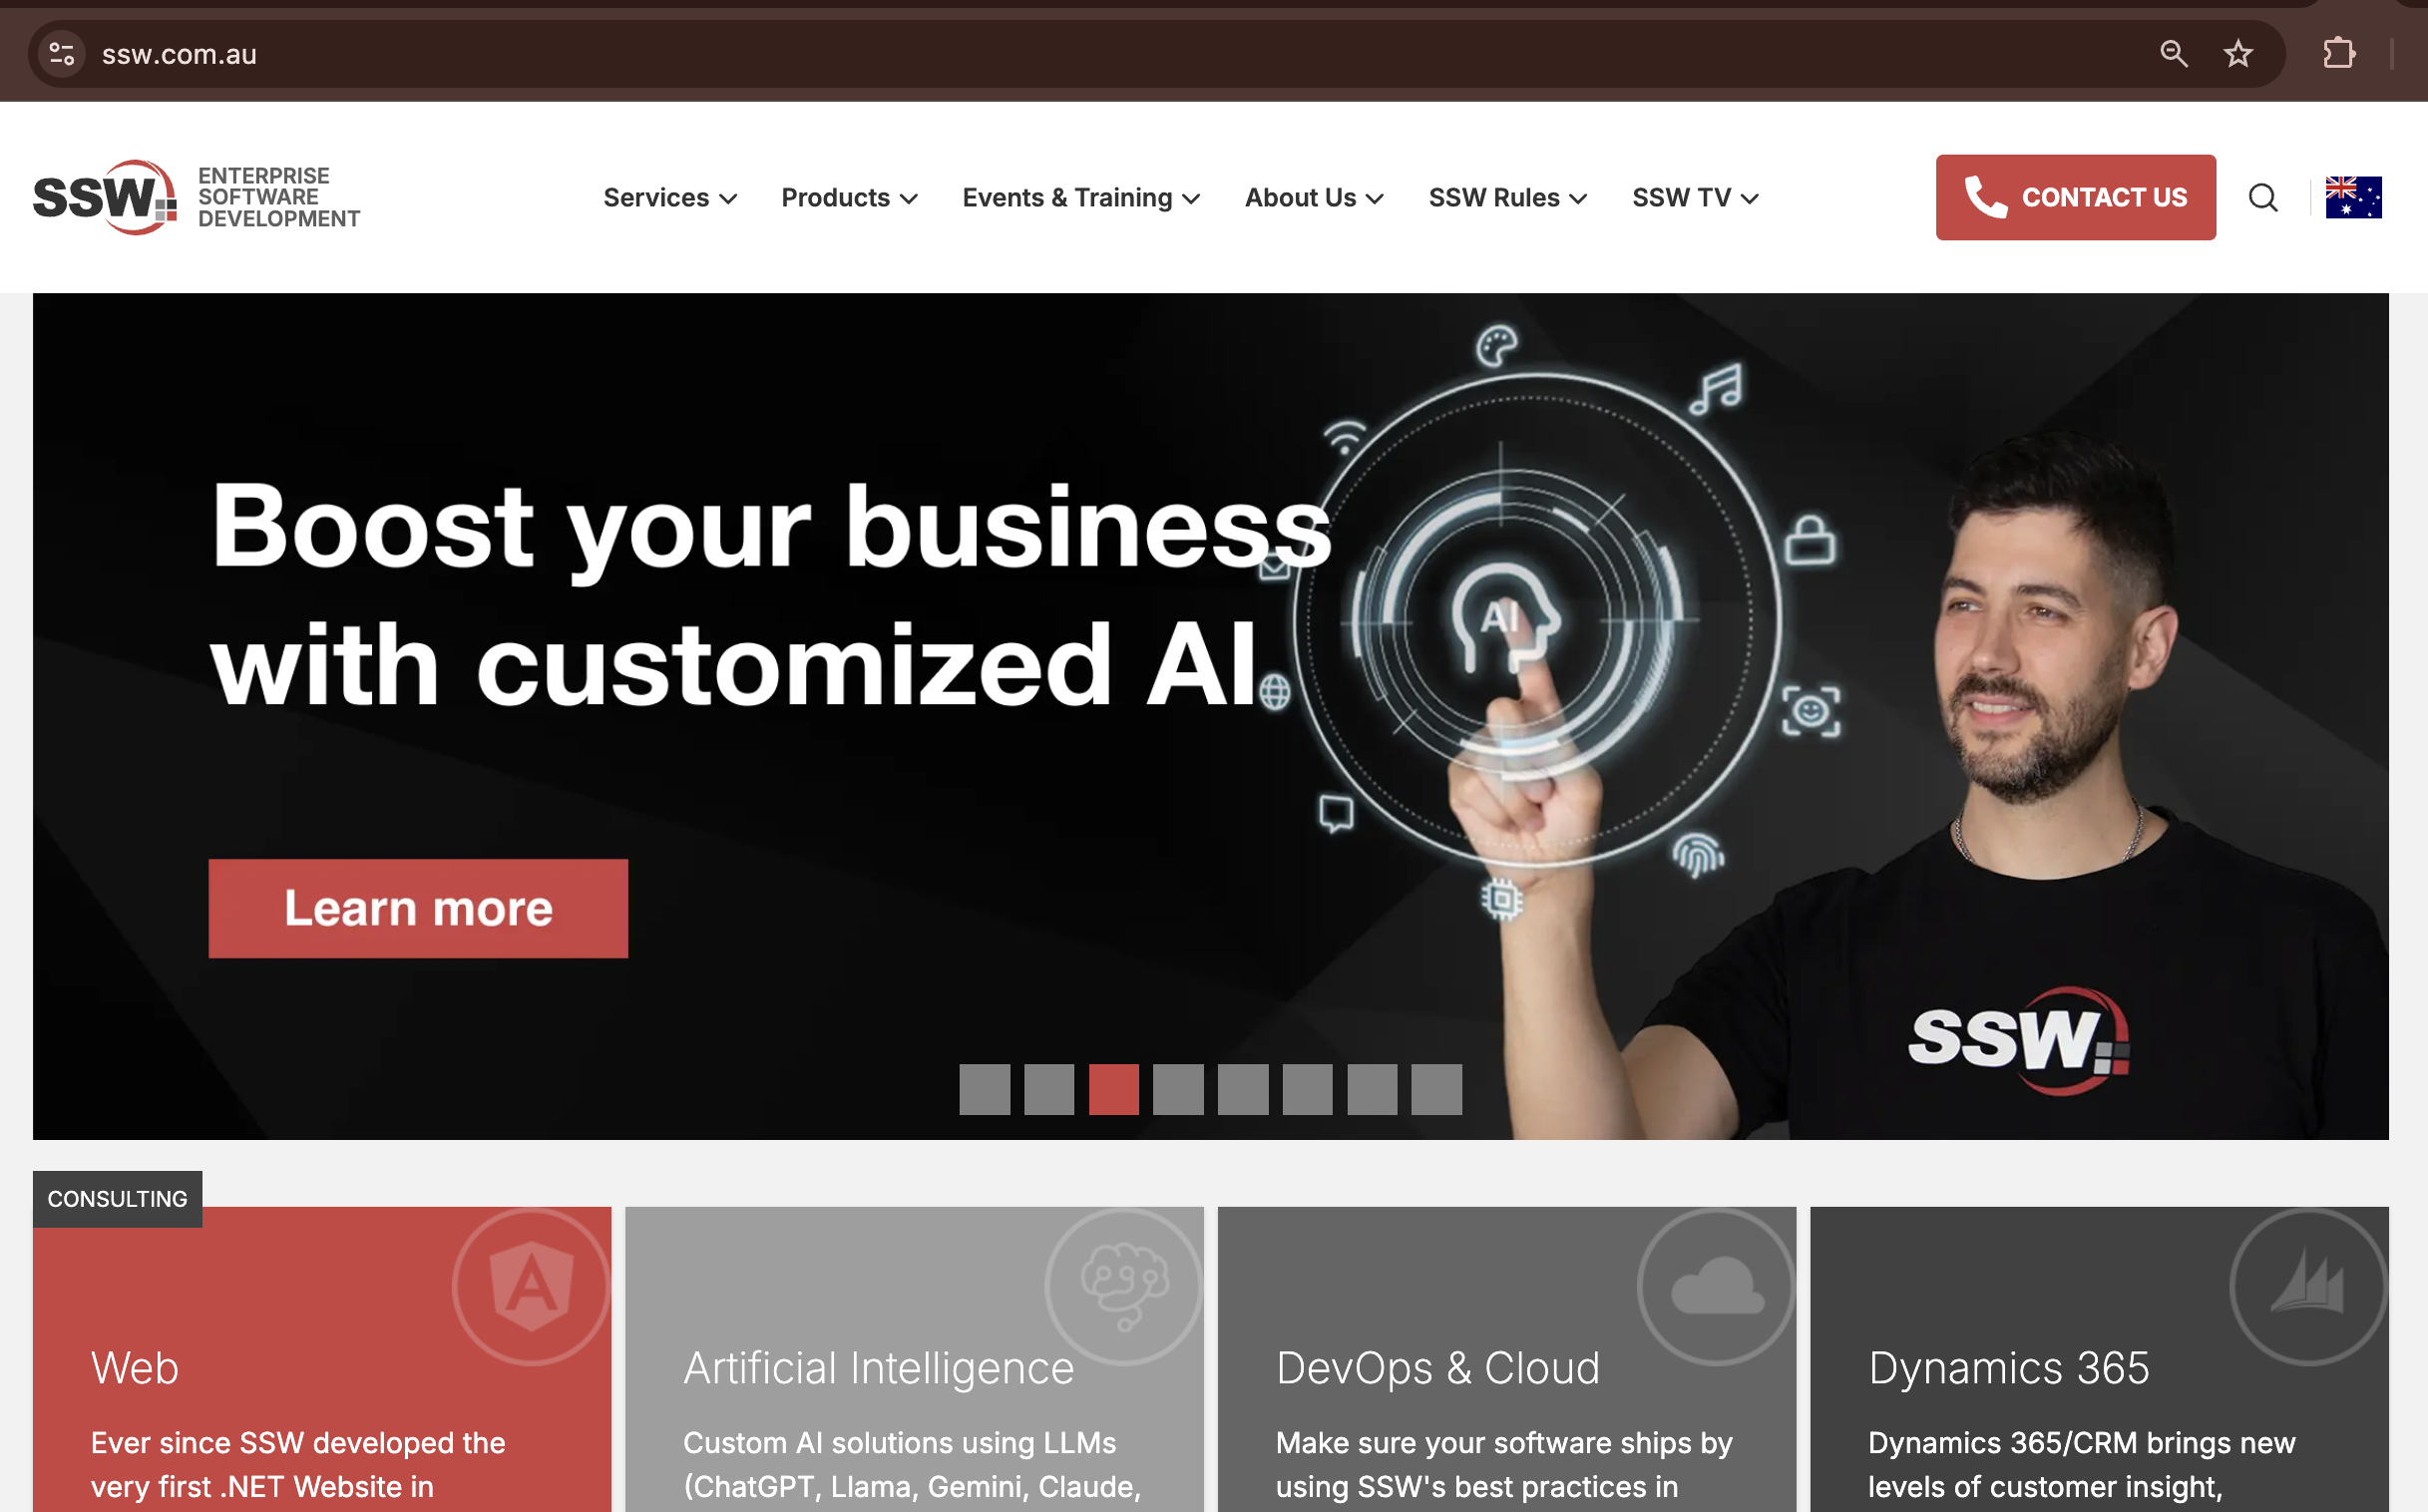 ssw.com.au
SSW
ENTERPRISE
SOFTWARE
DEVELOPMENT
Services
Products
Events & Training
About Us
SSW Rules
SSW TV
CONTACT US
Boost your business
with customized AI
AI
Learn more
SSW
CONSULTING
Web
Ever since SSW developed the
very first .NET Website in
Artificial Intelligence
Custom AI solutions using LLMs
(ChatGPT, Llama, Gemini, Claude,
DevOps & Cloud
Make sure your software ships by
using SSW's best practices in
Dynamics 365
Dynamics 365/CRM brings new
levels of customer insight,